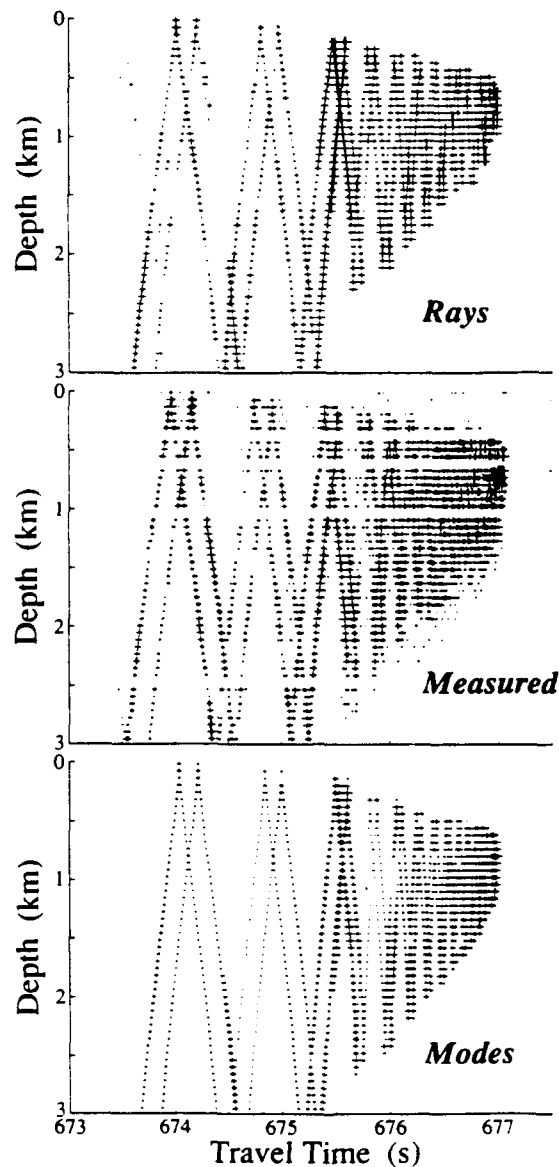 0
1
2
3
Depth (km)
Rays
0
1
2
3
Depth (km)
Measured
0
1
2
3
Depth (km)
Modes
673 674 675 676 677
Travel Time (s)